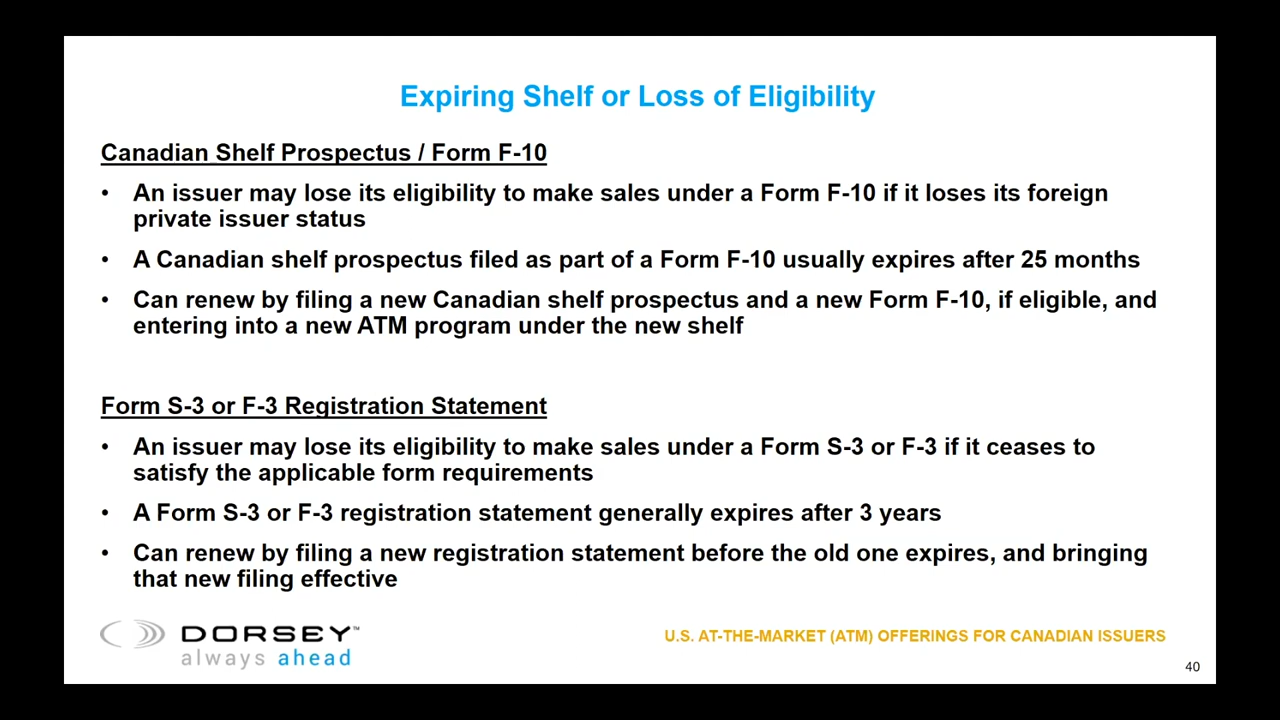 Expiring Shelf or Loss of Eligibility
Canadian Shelf Prospectus / Form F-10
• An issuer may lose its eligibility to make sales under a Form F-10 if it loses its foreign
private issuer status
• A Canadian shelf prospectus filed as part of a Form F-10 usually expires after 25 months
• Can renew by filing a new Canadian shelf prospectus and a new Form F-10, if eligible, and
entering into a new ATM program under the new shelf
Form S-3 or F-3 Registration Statement
• An issuer may lose its eligibility to make sales under a Form S-3 or F-3 if it ceases to
satisfy the applicable form requirements
• A Form S-3 or F-3 registration statement generally expires after 3 years
• Can renew by filing a new registration statement before the old one expires, and bringing
that new filing effective
DORSEY™
always ahead
U.S. AT-THE-MARKET (ATM) OFFERINGS FOR CANADIAN ISSUERS
40